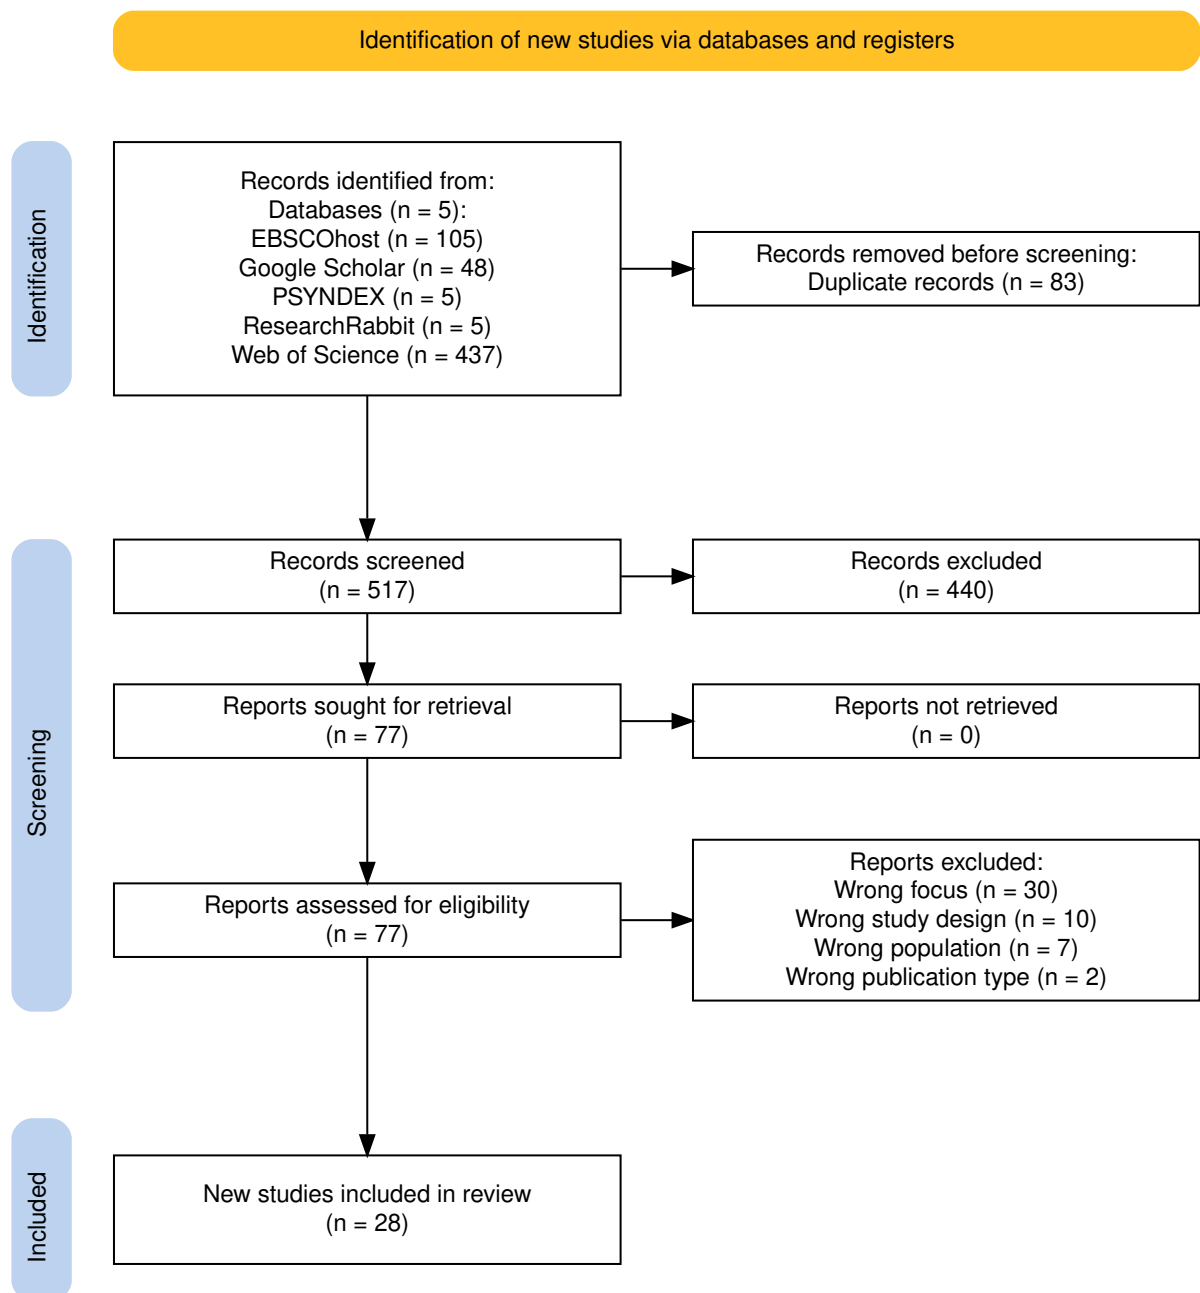 Identification of new studies via databases and registers
Identification
Records identified from:
Databases (n = 5):
EBSCOhost (n = 105)
Google Scholar (n = 48)
PSYNDEX (n = 5)
ResearchRabbit (n = 5)
Web of Science (n = 437)
Records removed before screening:
Duplicate records (n = 83)
Screening
Records screened
(n = 517)
Records excluded
(n = 440)
Reports sought for retrieval
(n = 77)
Reports not retrieved
(n = 0)
Reports assessed for eligibility
(n = 77)
Reports excluded:
Wrong focus (n = 30)
Wrong study design (n = 10)
Wrong population (n = 7)
Wrong publication type (n = 2)
Included
New studies included in review
(n = 28)